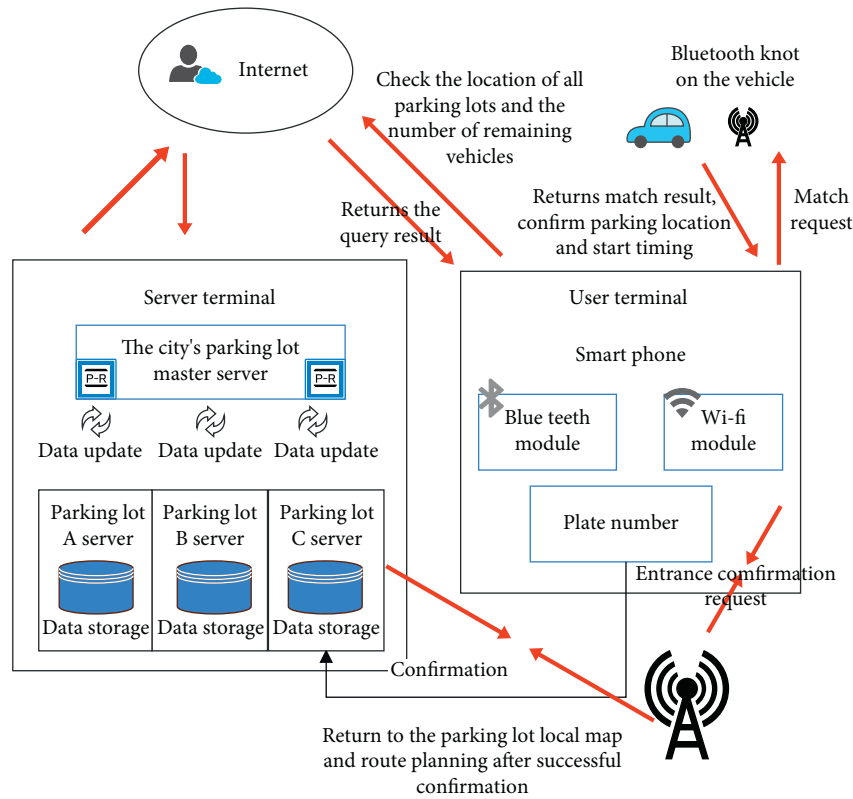 Internet
Check the location of all
parking lots and the
number of remaining
vehicles
Bluetooth knot
on the vehicle
Returns the
query result
Returns match result,
confirm parking location
and start timing
Match
request
Server terminal
The city's parking lot
master server
P-R
P-R
Data update
Data update
Data update
Parking lot
A server
Data storage
Parking lot
B server
Data storage
Parking lot
C server
Data storage
User terminal
Smart phone
Blue teeth
module
Wi-fi
module
Plate number
Entrance comfirmation
request
Confirmation
Return to the parking lot local map
and route planning after successful
confirmation